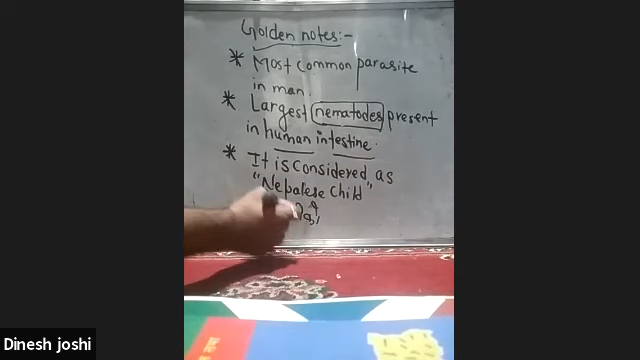 Golden notes:-
* Most common parasite
in man.
* Largest nematodes present
in human intestine.
* It is considered as
"Nepalese child"
Dinesh joshi